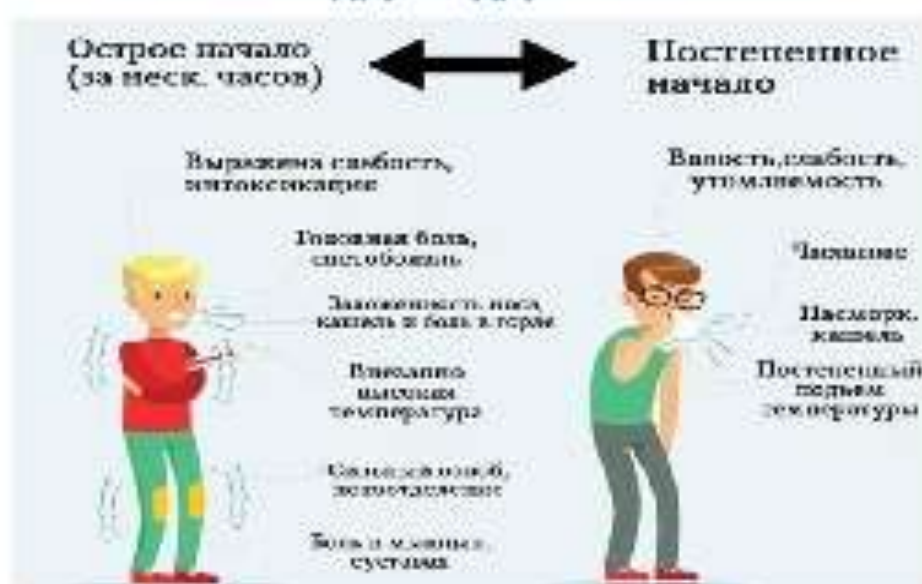 Острое начало
(за неск. часов)
Выражена слабость,
интоксикация
Головная боль,
светобоязнь
Заложенность носа,
кашель и боль в горле
Внезапно
высокая
температура
Сильный озноб,
потоотделение
Боль в мышцах,
суставах
Постепенное
начало
Вялость, слабость,
утомляемость
Чихание
Насморк,
кашель
Постепенный
подъем
температуры